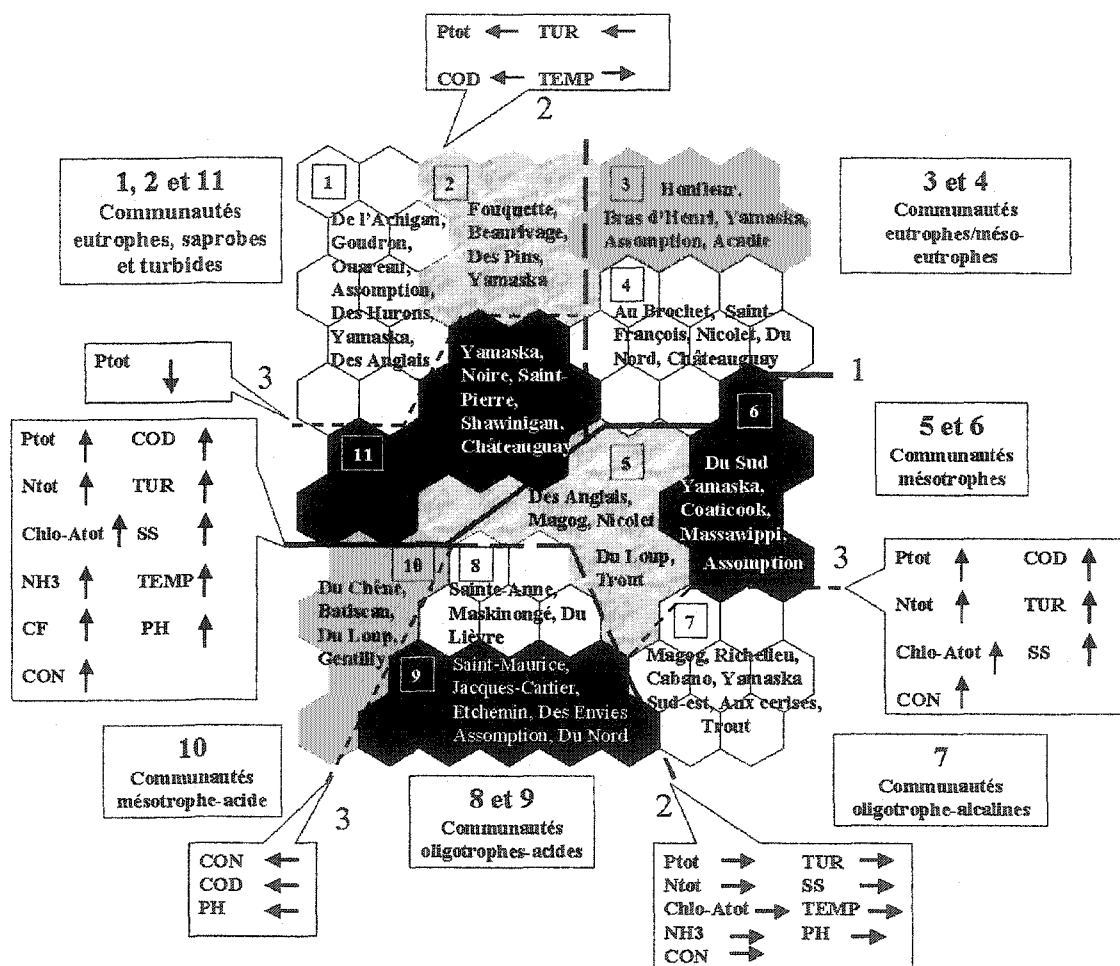 Ptot TUR
COD TEMP
2
1, 2 et 11
Communautés
eutrophes, saprobes
et turbides
1
De l'Achigan,
Goudron,
Ouareau,
Assomption,
Des Hurons,
Yamaska,
Des Anglais
2
Fouquette,
Beaurivage,
Des Pins,
Yamaska
3
Honfleur,
Bras d'Henri, Yamaska,
Assomption, Acadie
3 et 4
Communautés
eutrophes/méso-
eutrophes
4
Au Brochet, Saint-
François, Nicolet, Du
Nord, Châteauguay
1
Ptot
3
Yamaska,
Noire, Saint-
Pierre,
Shawinigan,
Châteauguay
11
6
Du Sud
Yamaska,
Coaticook,
Massawippi,
Assomption
5 et 6
Communautés
mésotrophes
5
Des Anglais,
Magog, Nicolet
Du Loup,
Trout
Ptot COD
Ntot TUR
Chlo-Atot SS
NH3 TEMP
CF PH
CON
10
Du Chêne,
Batiscan,
Du Loup,
Gentilly
8
Sainte-Anne,
Maskinongé, Du
Lièvre
3
Ptot COD
Ntot TUR
Chlo-Atot SS
CON
7
Magog, Richelieu,
Cabano, Yamaska
Sud-est, Aux cerises,
Trout
9
Saint-Maurice,
Jacques-Cartier,
Etchemin, Des Envies
Assomption, Du Nord
10
Communautés
mésotrophe-acide
3
8 et 9
Communautés
oligotrophes-acides
2
7
Communautés
oligotrophe-alcalines
CON
COD
PH
Ptot TUR
Ntot SS
Chlo-Atot TEMP
NH3 PH
CON